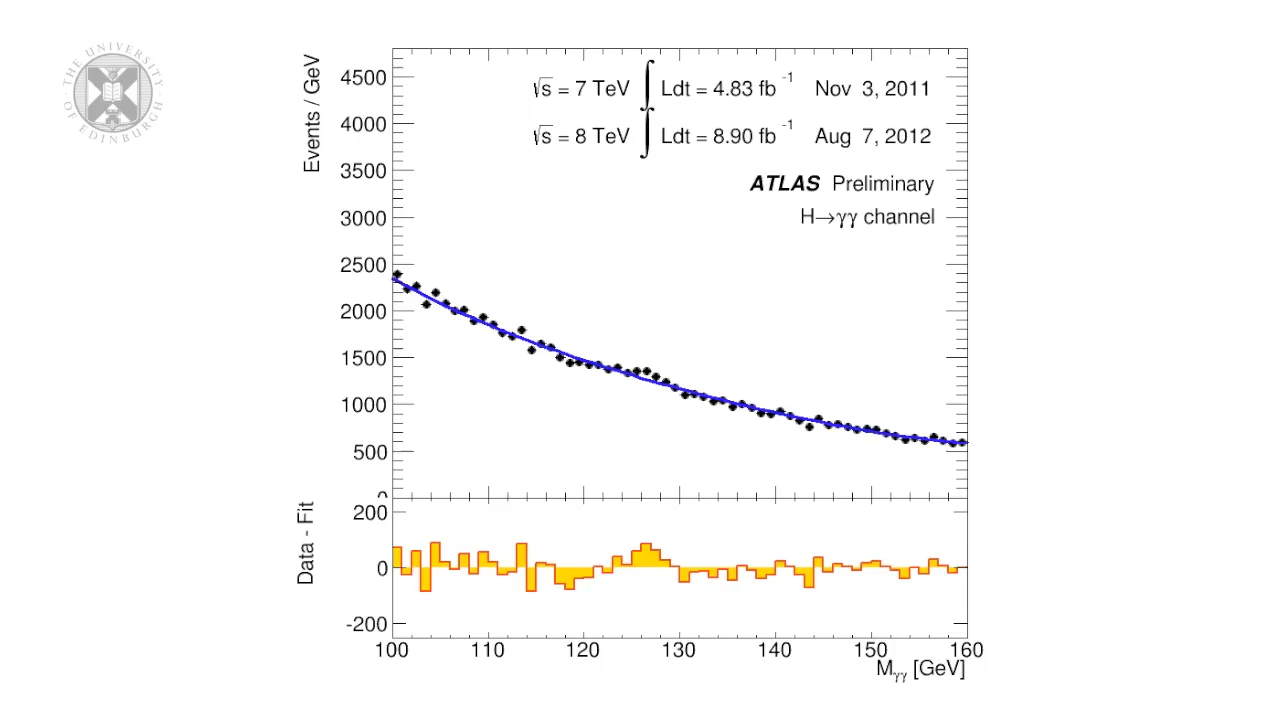 THE UNIVERSITY OF EDINBURGH
Events / GeV
√s = 7 TeV ∫ Ldt = 4.83 fb -1 Nov 3, 2011
√s = 8 TeV ∫ Ldt = 8.90 fb -1 Aug 7, 2012
ATLAS Preliminary
H→γγ channel
4500
4000
3500
3000
2500
2000
1500
1000
500
0
Data - Fit
200
0
-200
100 110 120 130 140 150 160
Mγγ [GeV]